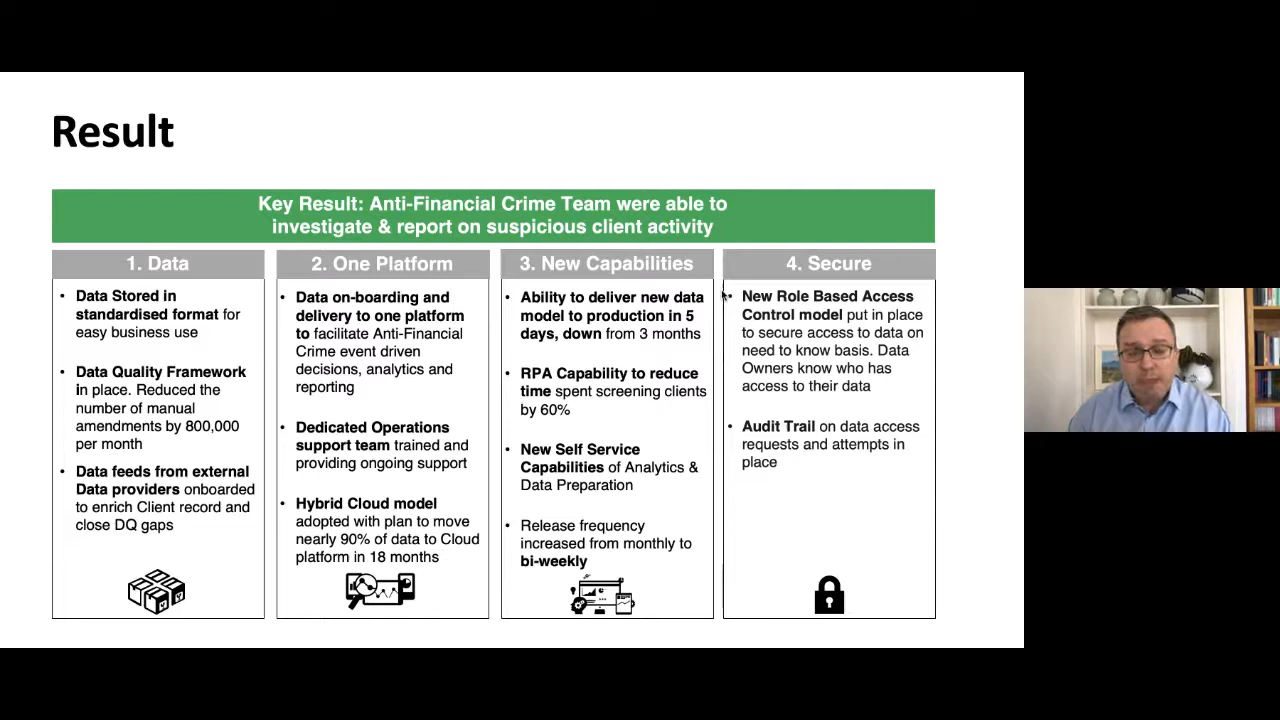 Result
Key Result: Anti-Financial Crime Team were able to
investigate & report on suspicious client activity
1. Data
• Data Stored in
standardised format for
easy business use
• Data Quality Framework
in place. Reduced the
number of manual
amendments by 800,000
per month
• Data feeds from external
Data providers onboarded
to enrich Client record and
close DQ gaps
2. One Platform
• Data on-boarding and
delivery to one platform
to facilitate Anti-Financial
Crime event driven
decisions, analytics and
reporting
• Dedicated Operations
support team trained and
providing ongoing support
• Hybrid Cloud model
adopted with plan to move
nearly 90% of data to Cloud
platform in 18 months
3. New Capabilities
• Ability to deliver new data
model to production in 5
days, down from 3 months
• RPA Capability to reduce
time spent screening clients
by 60%
• New Self Service
Capabilities of Analytics &
Data Preparation
• Release frequency
increased from monthly to
bi-weekly
4. Secure
• New Role Based Access
Control model put in place
to secure access to data on
need to know basis. Data
Owners know who has
access to their data
• Audit Trail on data access
requests and attempts in
place